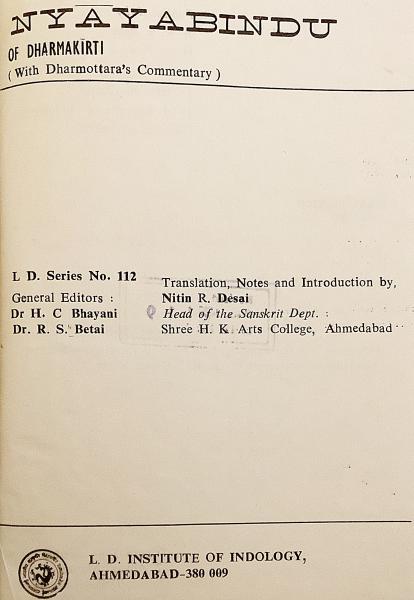 NYĀYABINDU
OF DHARMAKĪRTI
( With Dharmottara's Commentary )
L D. Series No. 112
General Editors :
Dr H. C Bhayani
Dr. R. S. Betai
Translation, Notes and Introduction by,
Nitin R. Desai
Head of the Sanskrit Dept. :
Shree H. K. Arts College, Ahmedabad
L. D. INSTITUTE OF INDOLOGY,
AHMEDABAD-380 009